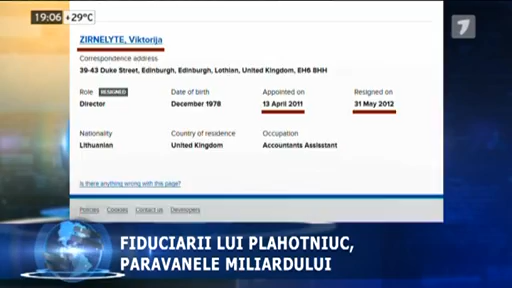 19:06 +29°C
7
ZIRNELYTE, Viktorija
Correspondence address
39-43 Duke Street, Edinburgh, Edinburgh, Lothian, United Kingdom, EH6 8HH
Role RESIGNED Date of birth Appointed on Resigned on
Director December 1978 13 April 2011 31 May 2012
Nationality Country of residence Occupation
Lithuanian United Kingdom Accountants Assisstant
Is there anything wrong with this page?
Policies Cookies Contact us Developers
FIDUCIARII LUI PLAHOTNIUC,
PARAVANELE MILIARDULUI